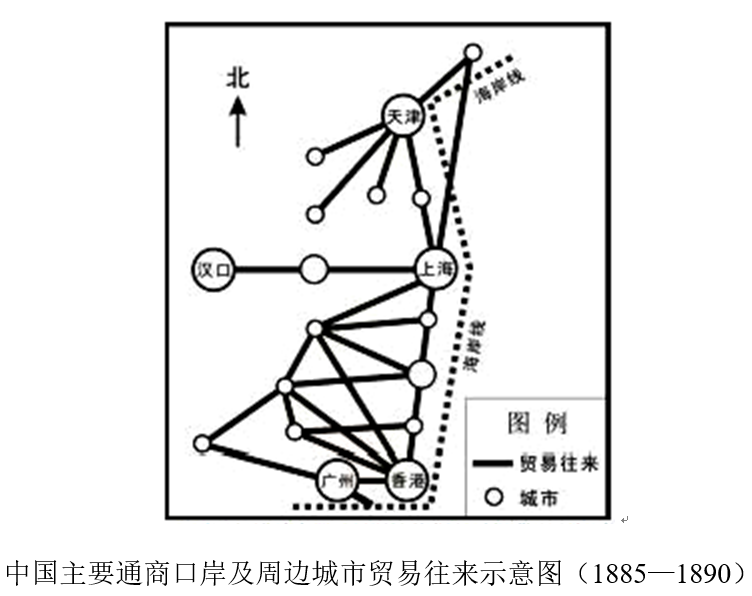 北
海岸线
天津
汉口
上海
海岸线
图 例
贸易往来
城市
广州
香港
中国主要通商口岸及周边城市贸易往来示意图（1885—1890）